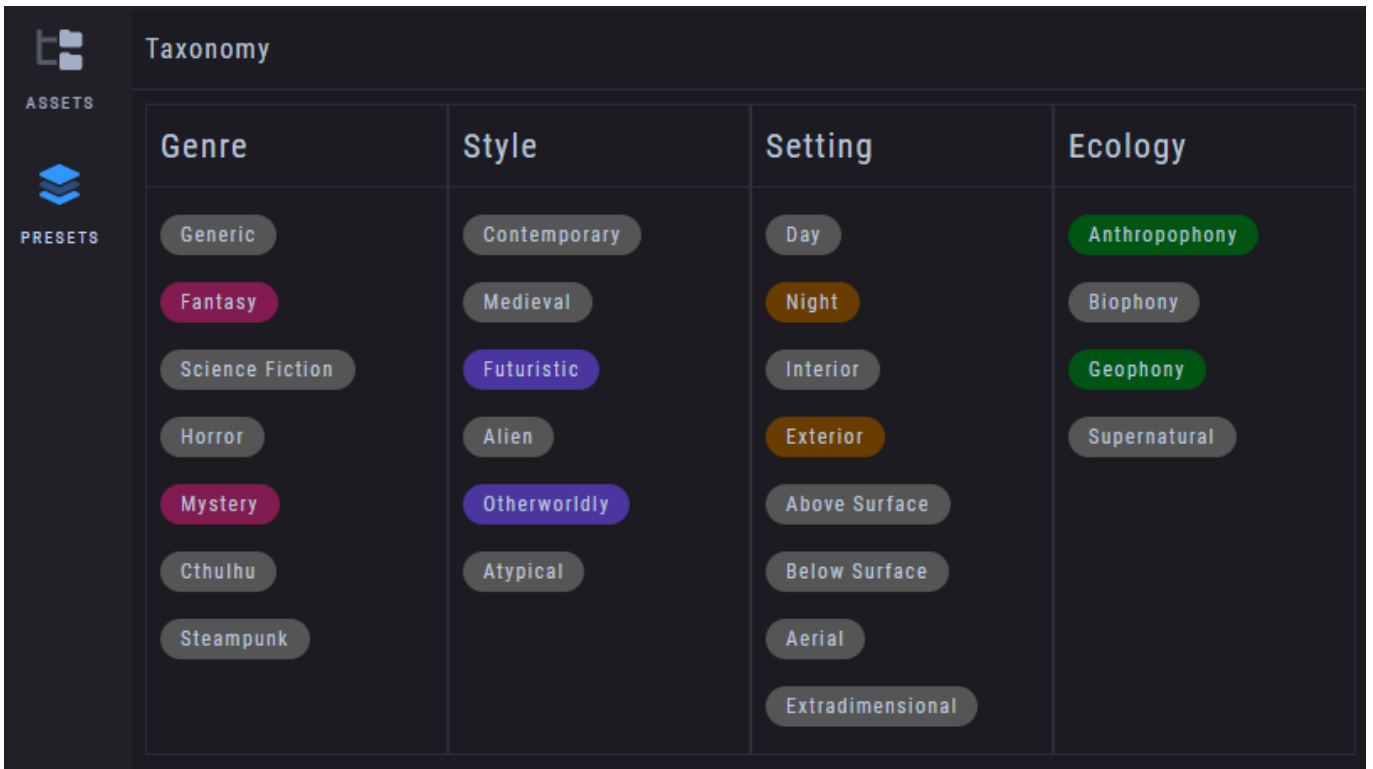 ASSETS
PRESETS
Taxonomy
Genre
Generic
Fantasy
Science Fiction
Horror
Mystery
Cthulhu
Steampunk
Style
Contemporary
Medieval
Futuristic
Alien
Otherworldly
Atypical
Setting
Day
Night
Interior
Exterior
Above Surface
Below Surface
Aerial
Extradimensional
Ecology
Anthropophony
Biophony
Geophony
Supernatural